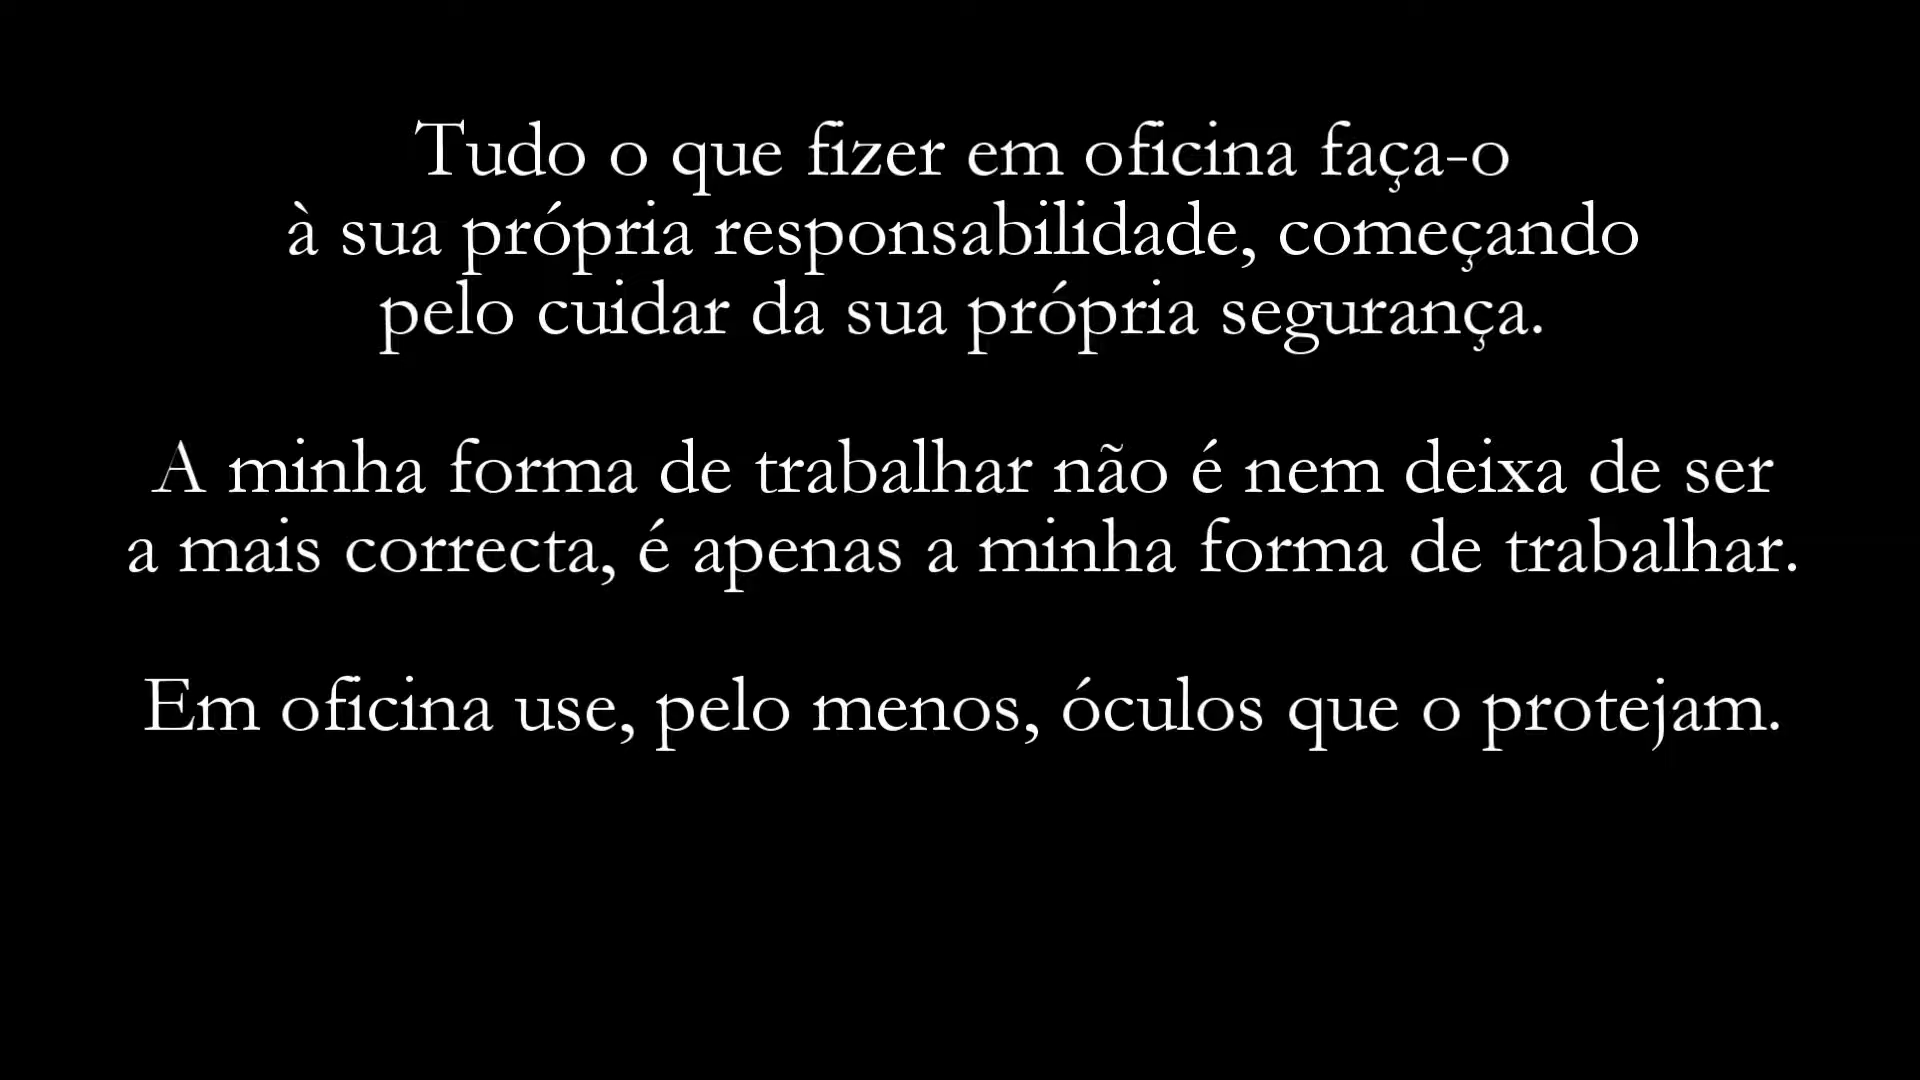 Tudo o que fizer em oficina faça-o
à sua própria responsabilidade, começando
pelo cuidar da sua própria segurança.
A minha forma de trabalhar não é nem deixa de ser
a mais correcta, é apenas a minha forma de trabalhar.
Em oficina use, pelo menos, óculos que o protejam.